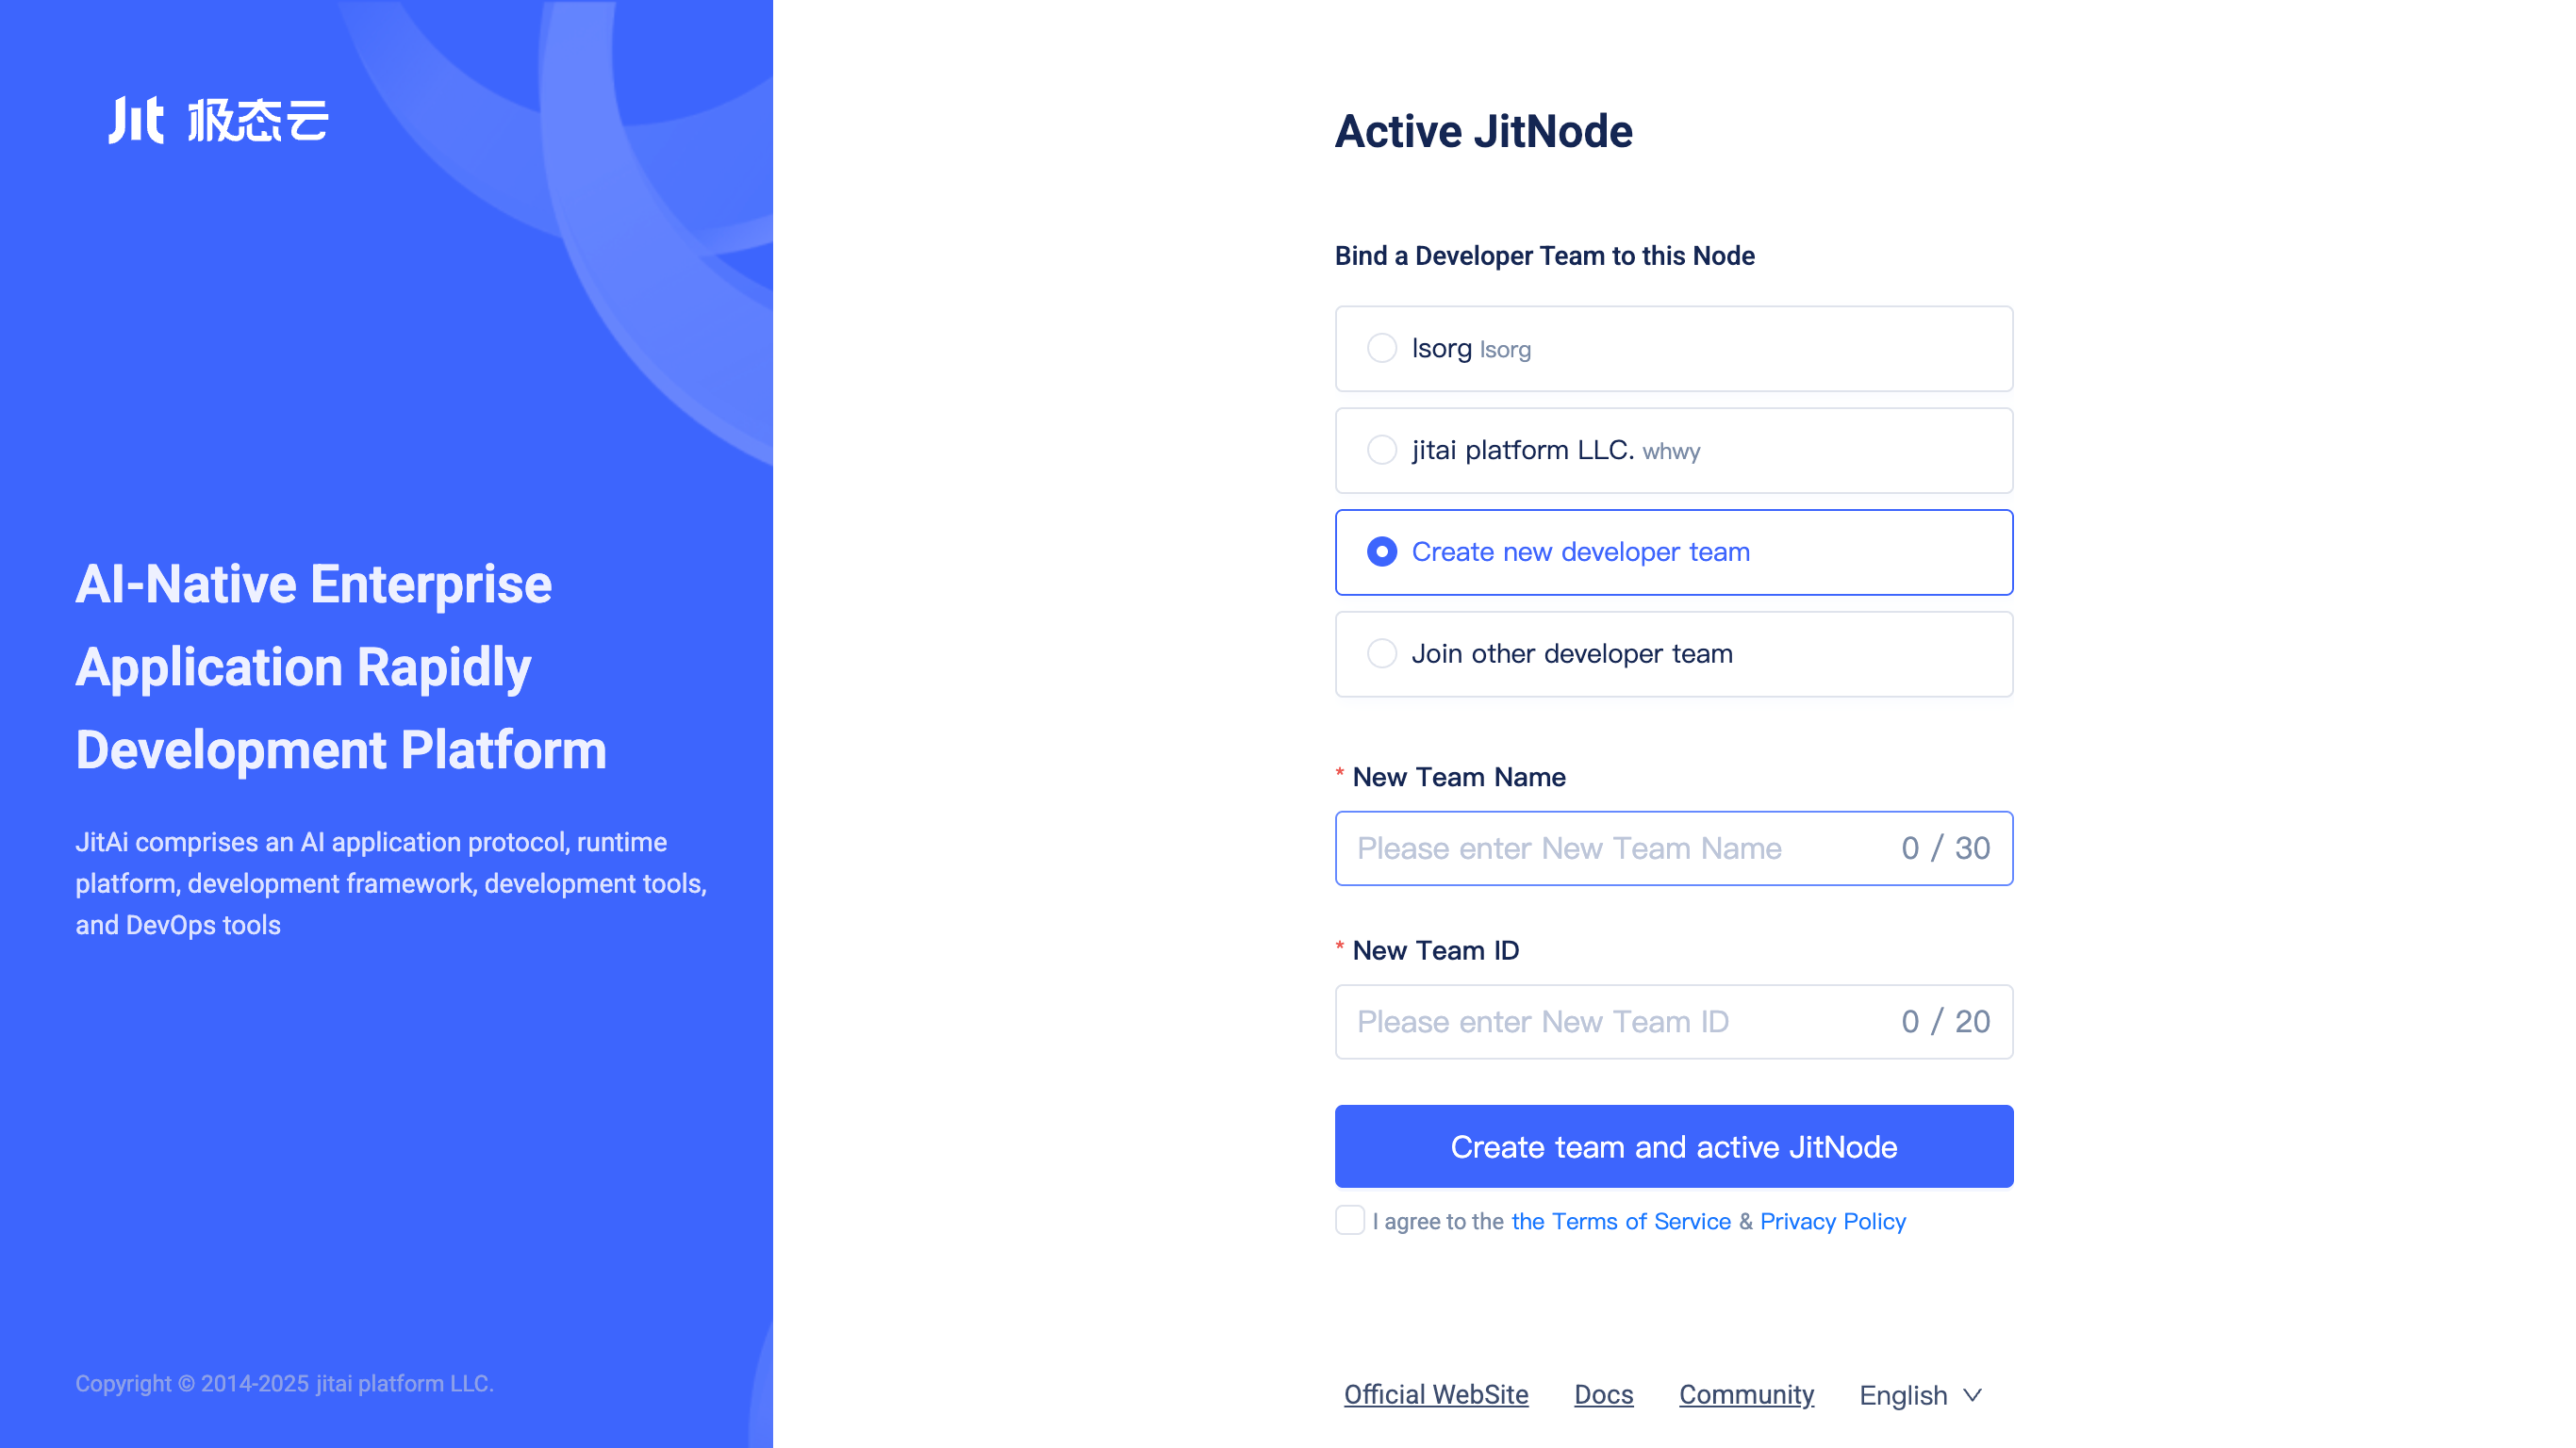 Jit 极态云
AI-Native Enterprise
Application Rapidly
Development Platform
JitAi comprises an AI application protocol, runtime
platform, development framework, development tools,
and DevOps tools
Copyright © 2014-2025 jitai platform LLC.
Active JitNode
Bind a Developer Team to this Node
lsorg lsorg
jitai platform LLC. whwy
Create new developer team
Join other developer team
* New Team Name
Please enter New Team Name 0 / 30
* New Team ID
Please enter New Team ID 0 / 20
Create team and active JitNode
I agree to the the Terms of Service & Privacy Policy
Official WebSite Docs Community English